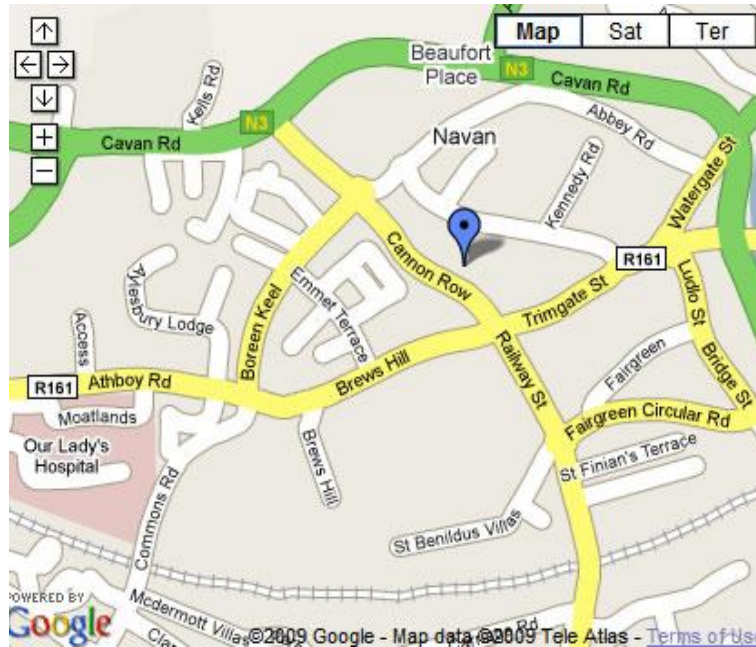 Map Sat Ter
Beaufort
Place
N3
Cavan Rd
Kells Rd
N3
Cavan Rd
Abbey Rd
Navan
Kennedy Rd
Watergate St
Cannon Row
R161
Emmet Terrace
Trimgate St
Ludlo St
Boreen Keel
Railway St
Access
Brews Hill
Fairgreen
Bridge St
R161
Athboy Rd
Moatlands
Fairgreen Circular Rd
Our Lady's
Hospital
Brews Hill
St Finian's Terrace
Commons Rd
St Benildus Villas
POWERED BY
Google
Mcdermott Villas
©2009 Google - Map data ©2009 Tele Atlas - Terms of Us